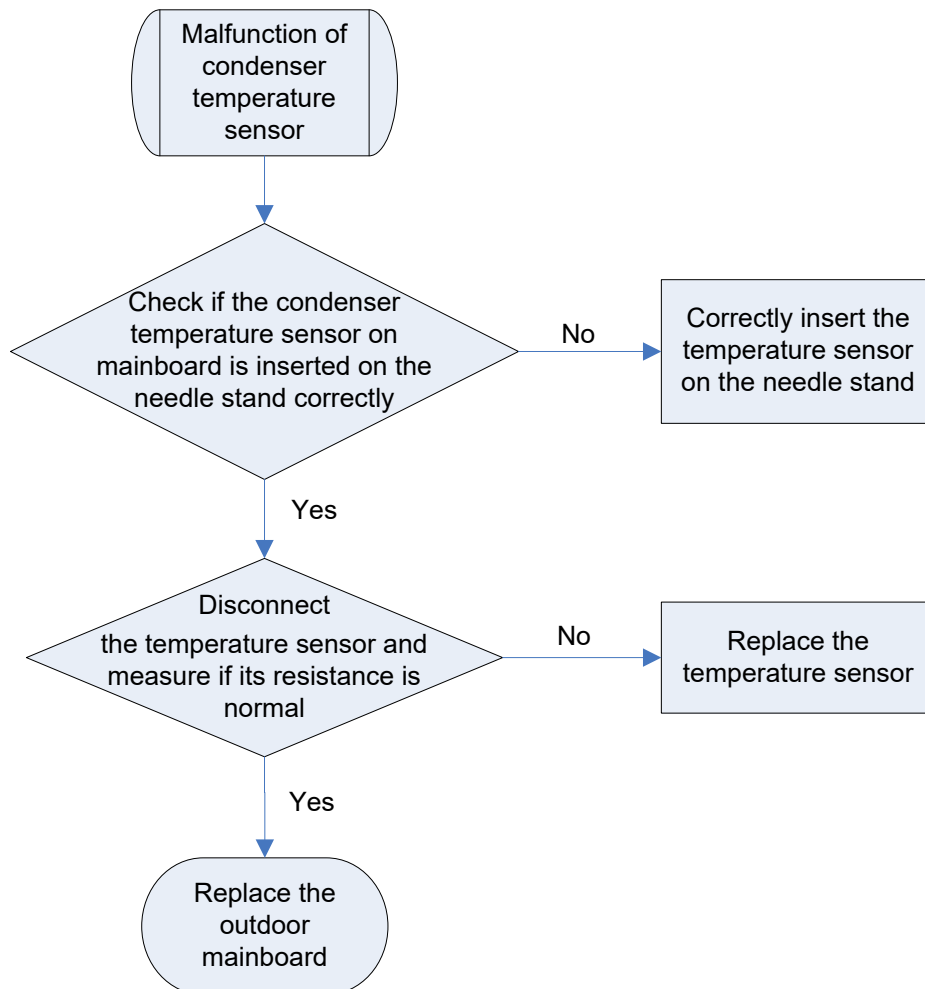 Malfunction of
condenser
temperature
sensor
Check if the condenser
temperature sensor on
mainboard is inserted on the
needle stand correctly
No
Correctly insert the
temperature sensor
on the needle stand
Yes
Disconnect
the temperature sensor and
measure if its resistance is
normal
No
Replace the
temperature sensor
Yes
Replace the
outdoor
mainboard